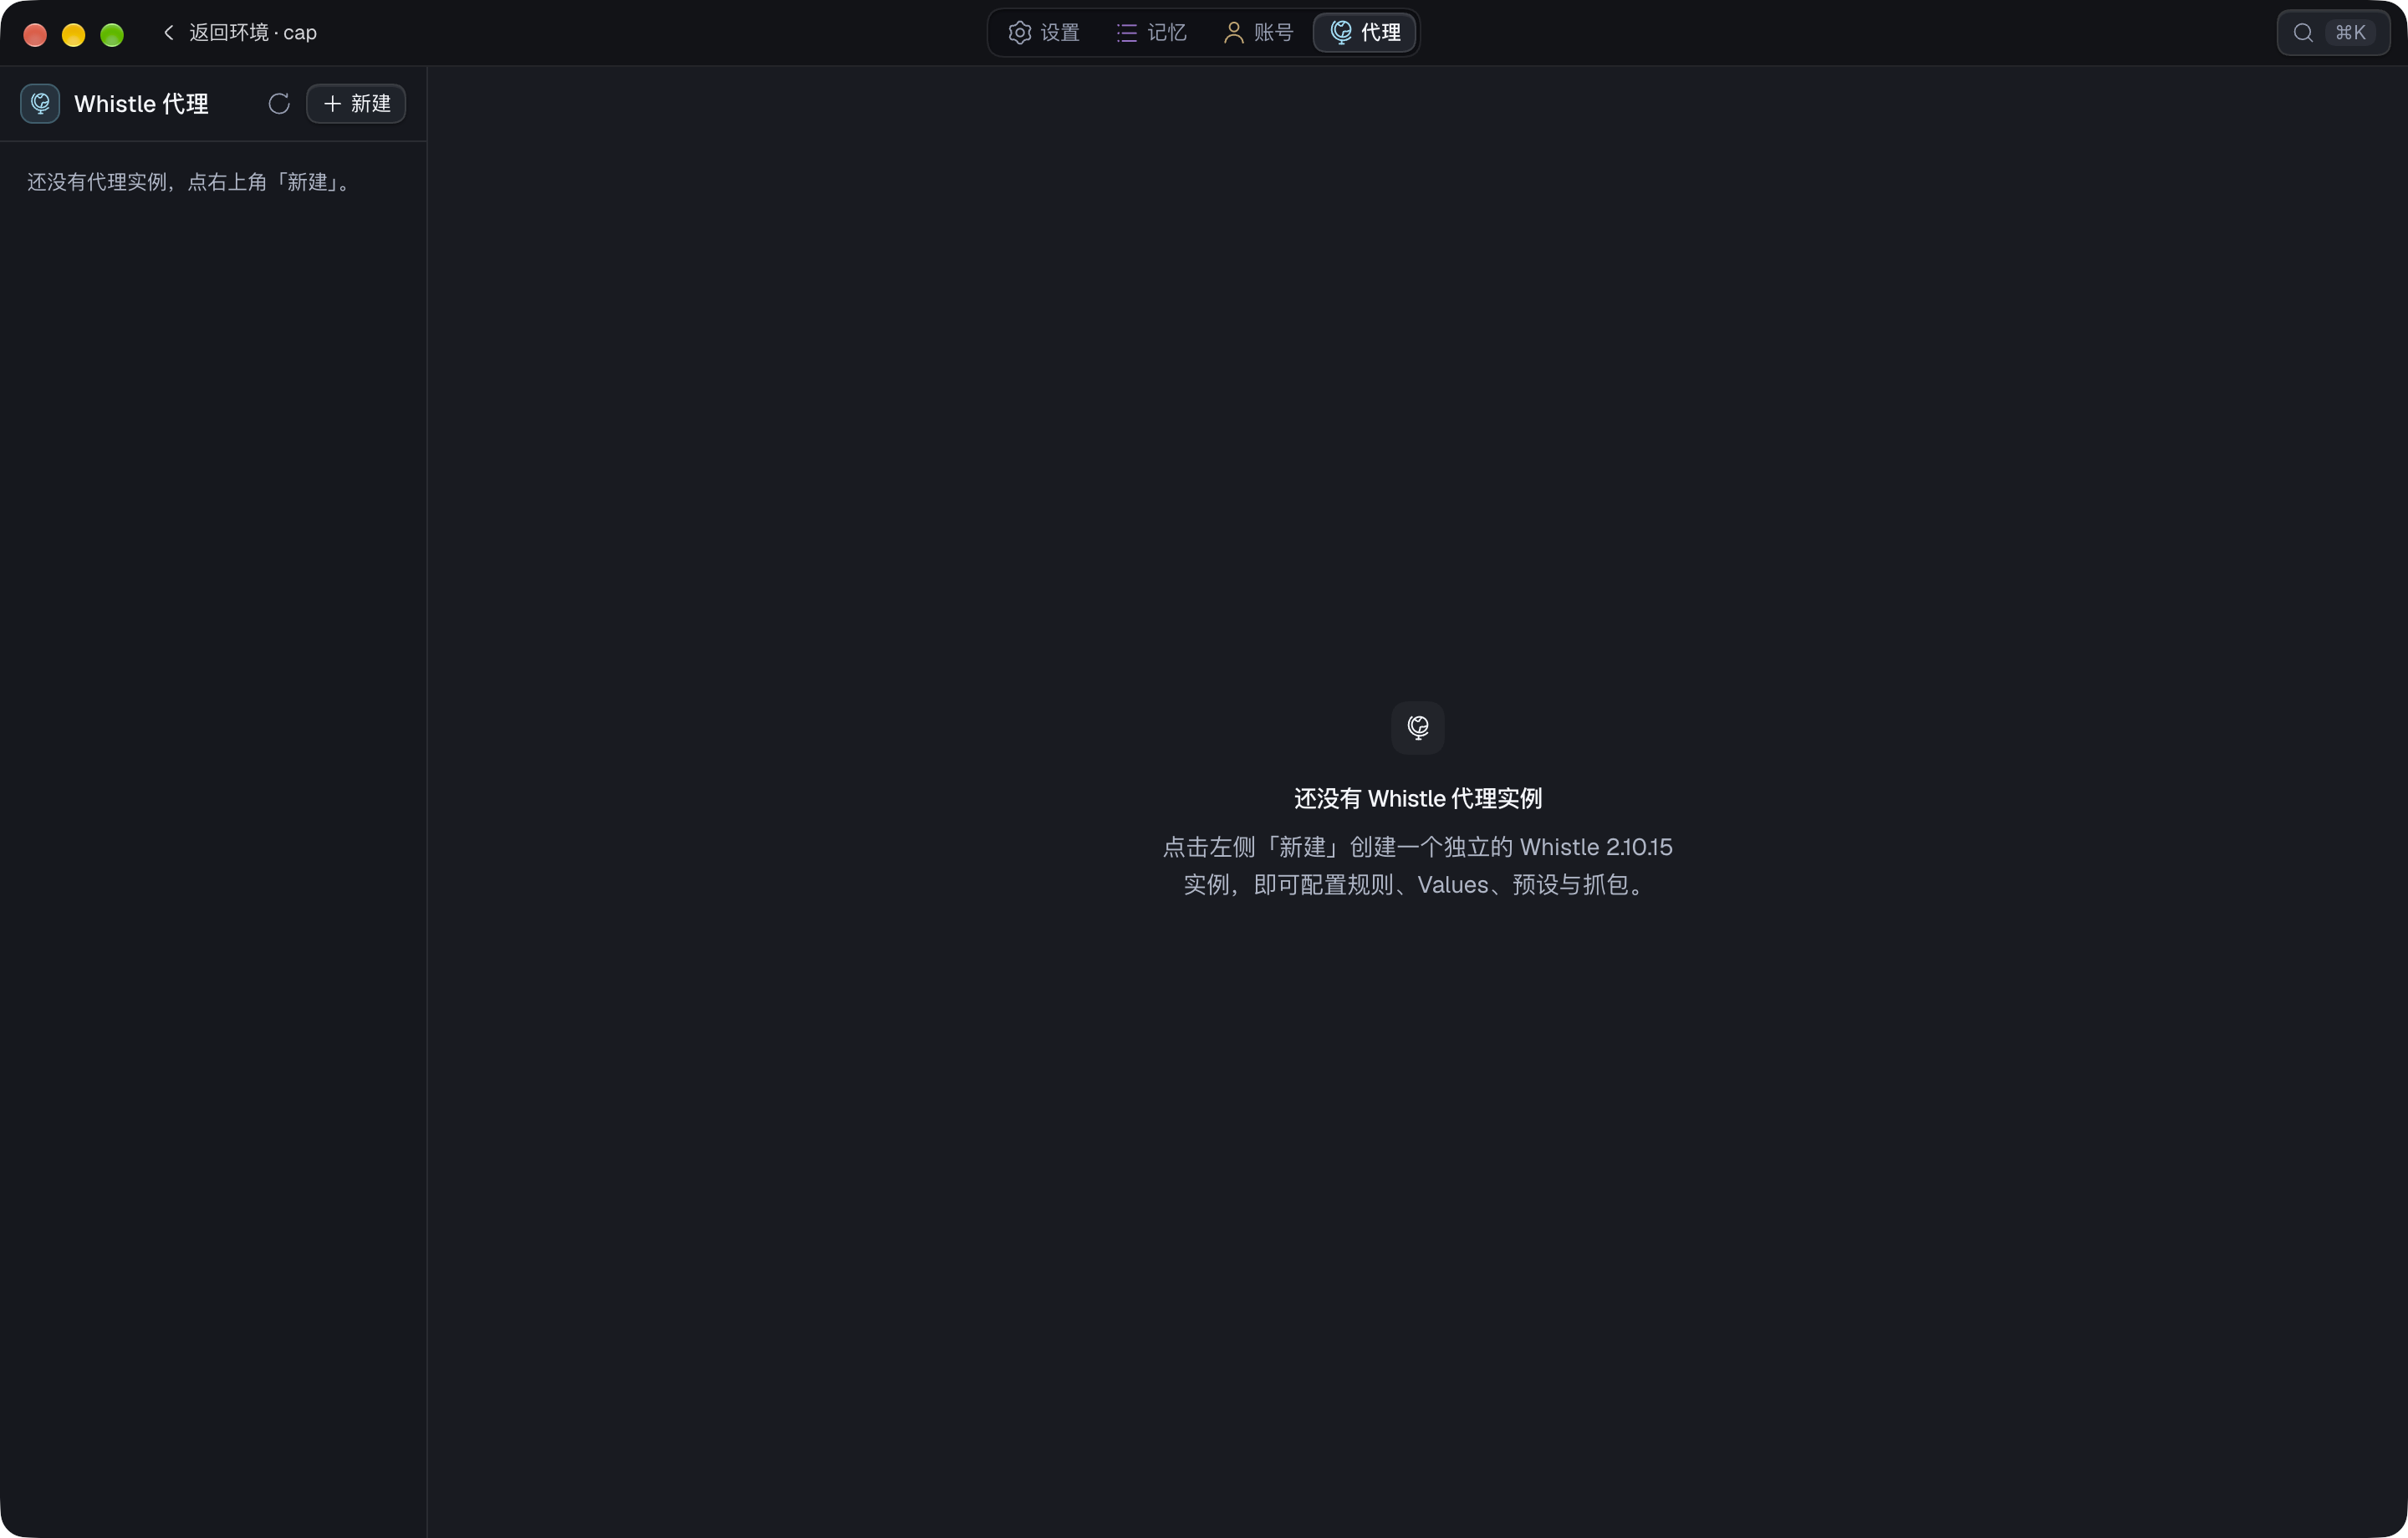 返回环境 · cap
设置
记忆
账号
代理
⌘K
Whistle 代理
新建
还没有代理实例，点右上角「新建」。
还没有 Whistle 代理实例
点击左侧「新建」创建一个独立的 Whistle 2.10.15
实例，即可配置规则、Values、预设与抓包。